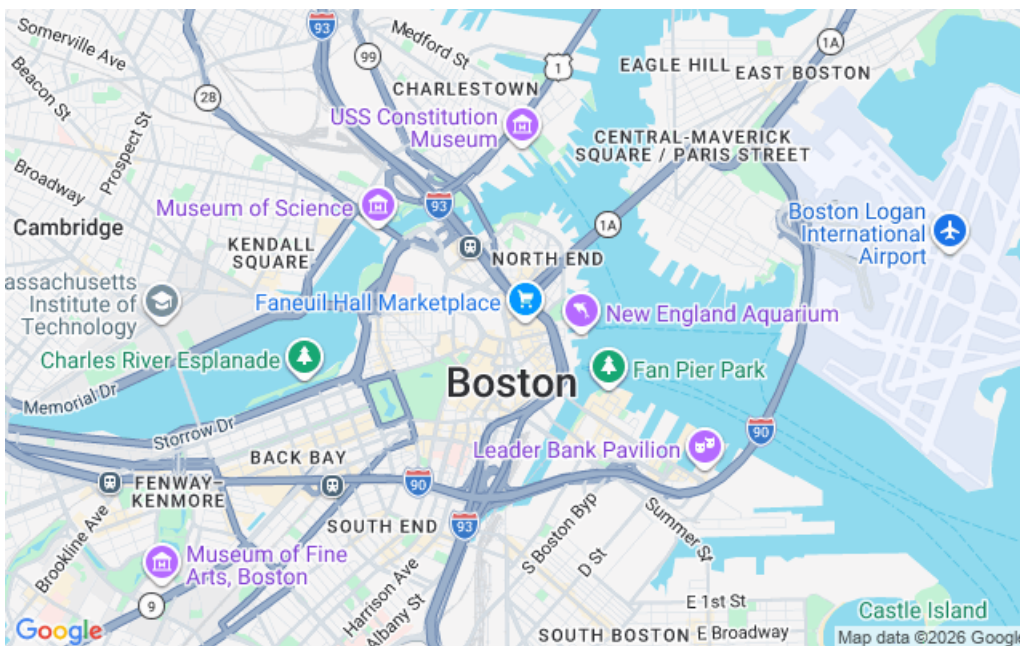 93
Somerville Ave
Medford St
99
1
1A
EAGLE HILL
EAST BOSTON
Beacon St
CHARLESTOWN
28
Prospect St
USS Constitution
Museum
CENTRAL-MAVERICK
SQUARE / PARIS STREET
Broadway
Museum of Science
93
1A
Boston Logan
International
Airport
Cambridge
KENDALL
SQUARE
NORTH END
assachusetts
Institute of
Technology
Faneuil Hall Marketplace
New England Aquarium
Charles River Esplanade
Fan Pier Park
Boston
Memorial Dr
Storrow Dr
90
Leader Bank Pavilion
BACK BAY
FENWAY–
KENMORE
90
SOUTH END
93
S Boston Byp
Summer St
Brookline Ave
Museum of Fine
Arts, Boston
D St
Harrison Ave
Albany St
9
E 1st St
Castle Island
Google
SOUTH BOSTON
E Broadway
Map data ©2026 Google